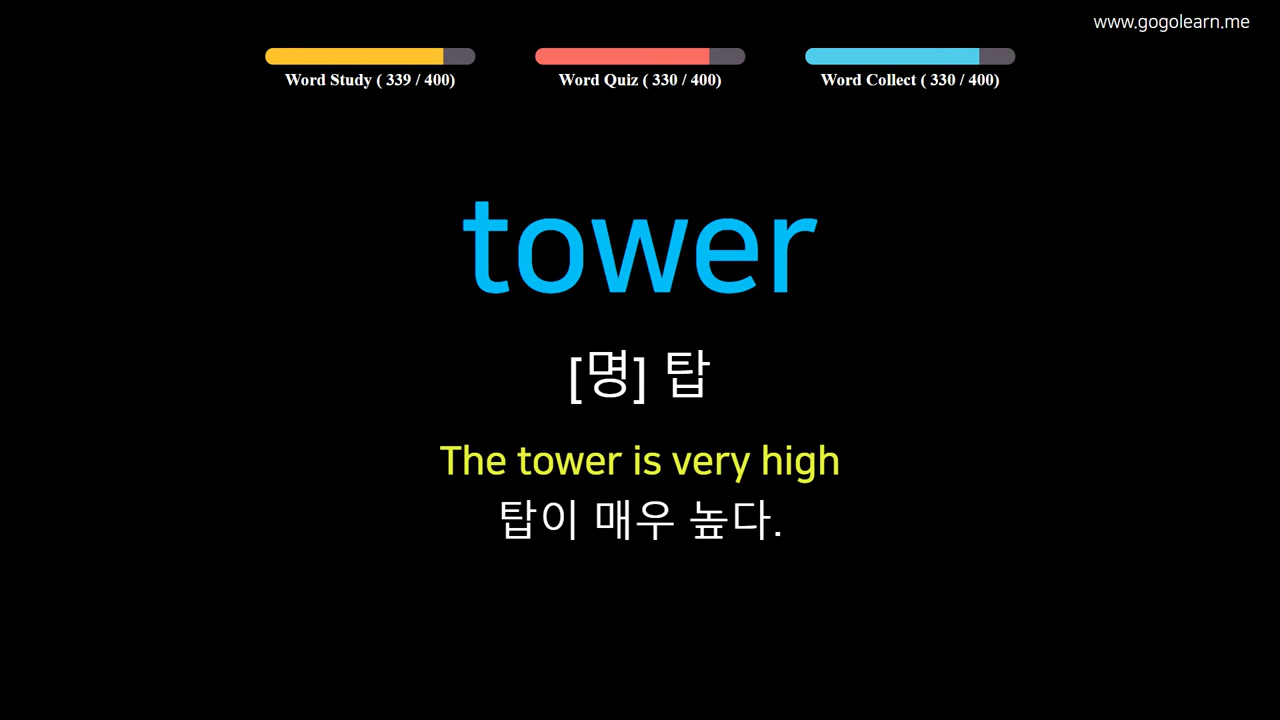 www.gogolearn.me
Word Study ( 339 / 400)
Word Quiz ( 330 / 400)
Word Collect ( 330 / 400)
tower
[명] 탑
The tower is very high
탑이 매우 높다.